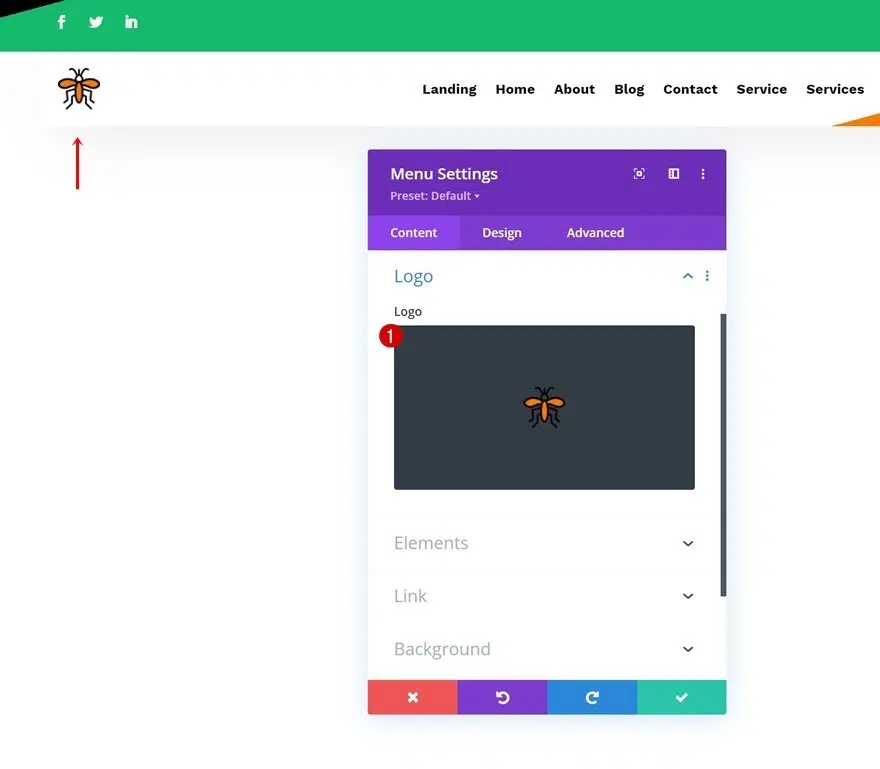 Landing Home About Blog Contact Service Services
Menu Settings
Preset: Default
Content Design Advanced
Logo
Logo
1
Elements
Link
Background